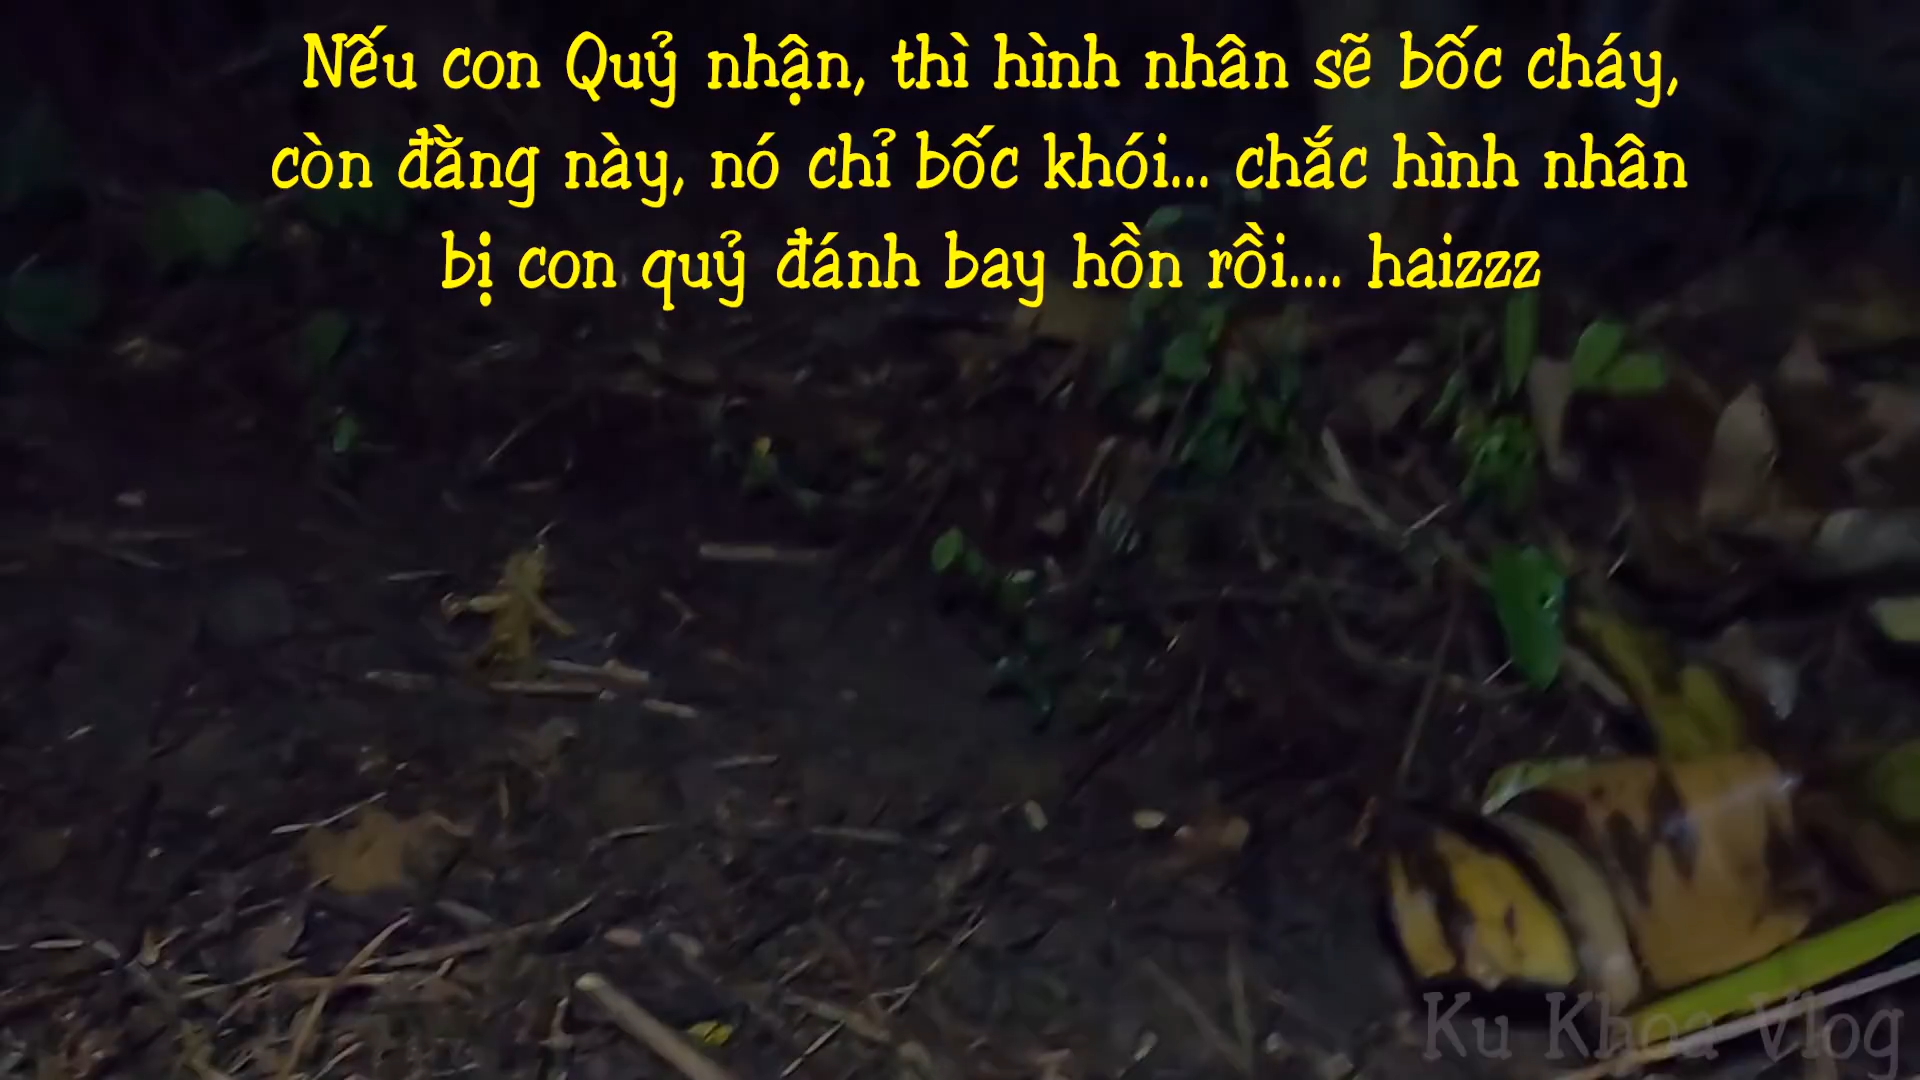 Nếu con Quỷ nhận, thì hình nhân sẽ bốc cháy,
còn đằng này, nó chỉ bốc khói... chắc hình nhân
bị con quỷ đánh bay hồn rồi.... haizzz
Ku Khoa Vlog